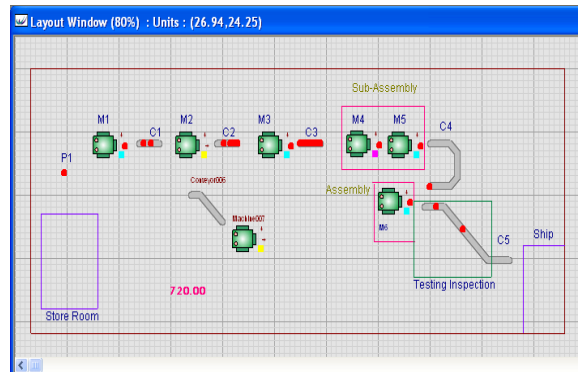 Layout Window (80%) : Units : (26.94,24.25)
Sub-Assembly
M1
C1
M2
C2
M3
C3
M4
M5
C4
P1
Conveyor006
Assembly
M6
Machine007
C5
Ship
720.00
Testing Inspection
Store Room